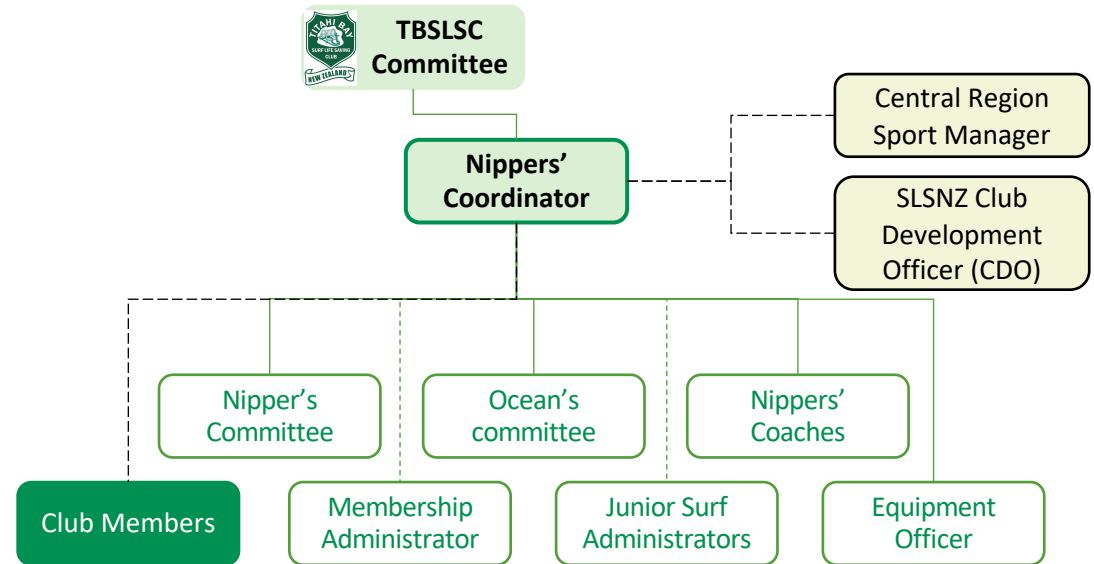 TITAHI BAY
SURF LIFE SAVING
CLUB
NEW ZEALAND
TBSLSC
Committee
Central Region
Sport Manager
Nippers’
Coordinator
SLSNZ Club
Development
Officer (CDO)
Nipper’s
Committee
Ocean’s
committee
Nippers’
Coaches
Club Members
Membership
Administrator
Junior Surf
Administrators
Equipment
Officer